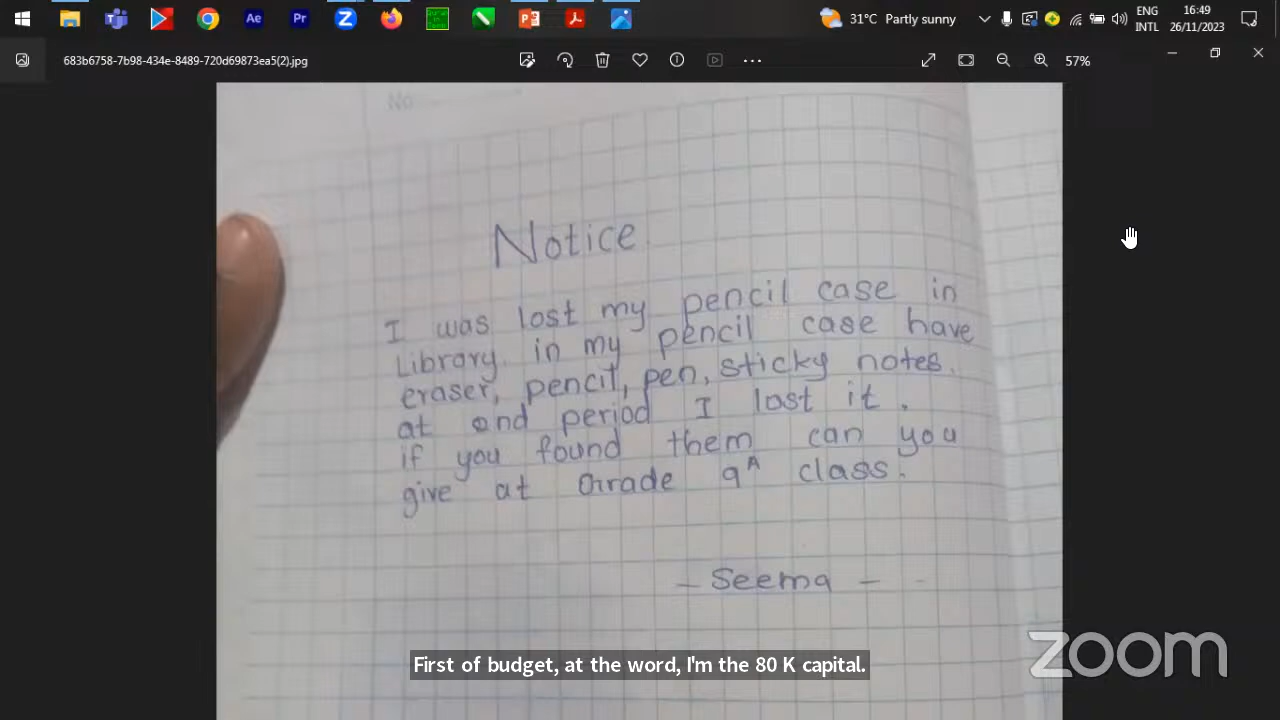 31°C Partly sunny
ENG
INTL
16:49
26/11/2023
683b6758-7b98-434e-8489-720d69873ea5(2).jpg
57%
No
Notice
I was lost my pencil case in
Library. in my pencil case have
eraser, pencil, pen, sticky notes.
at 2nd period I lost it.
if you found them can you
give at Grade 9A class.
- Seema -
zoom
First of budget, at the word, I'm the 80 K capital.